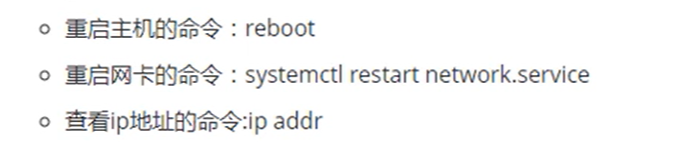 重启主机的命令：reboot
重启网卡的命令：systemctl restart network.service
查看ip地址的命令:ip addr